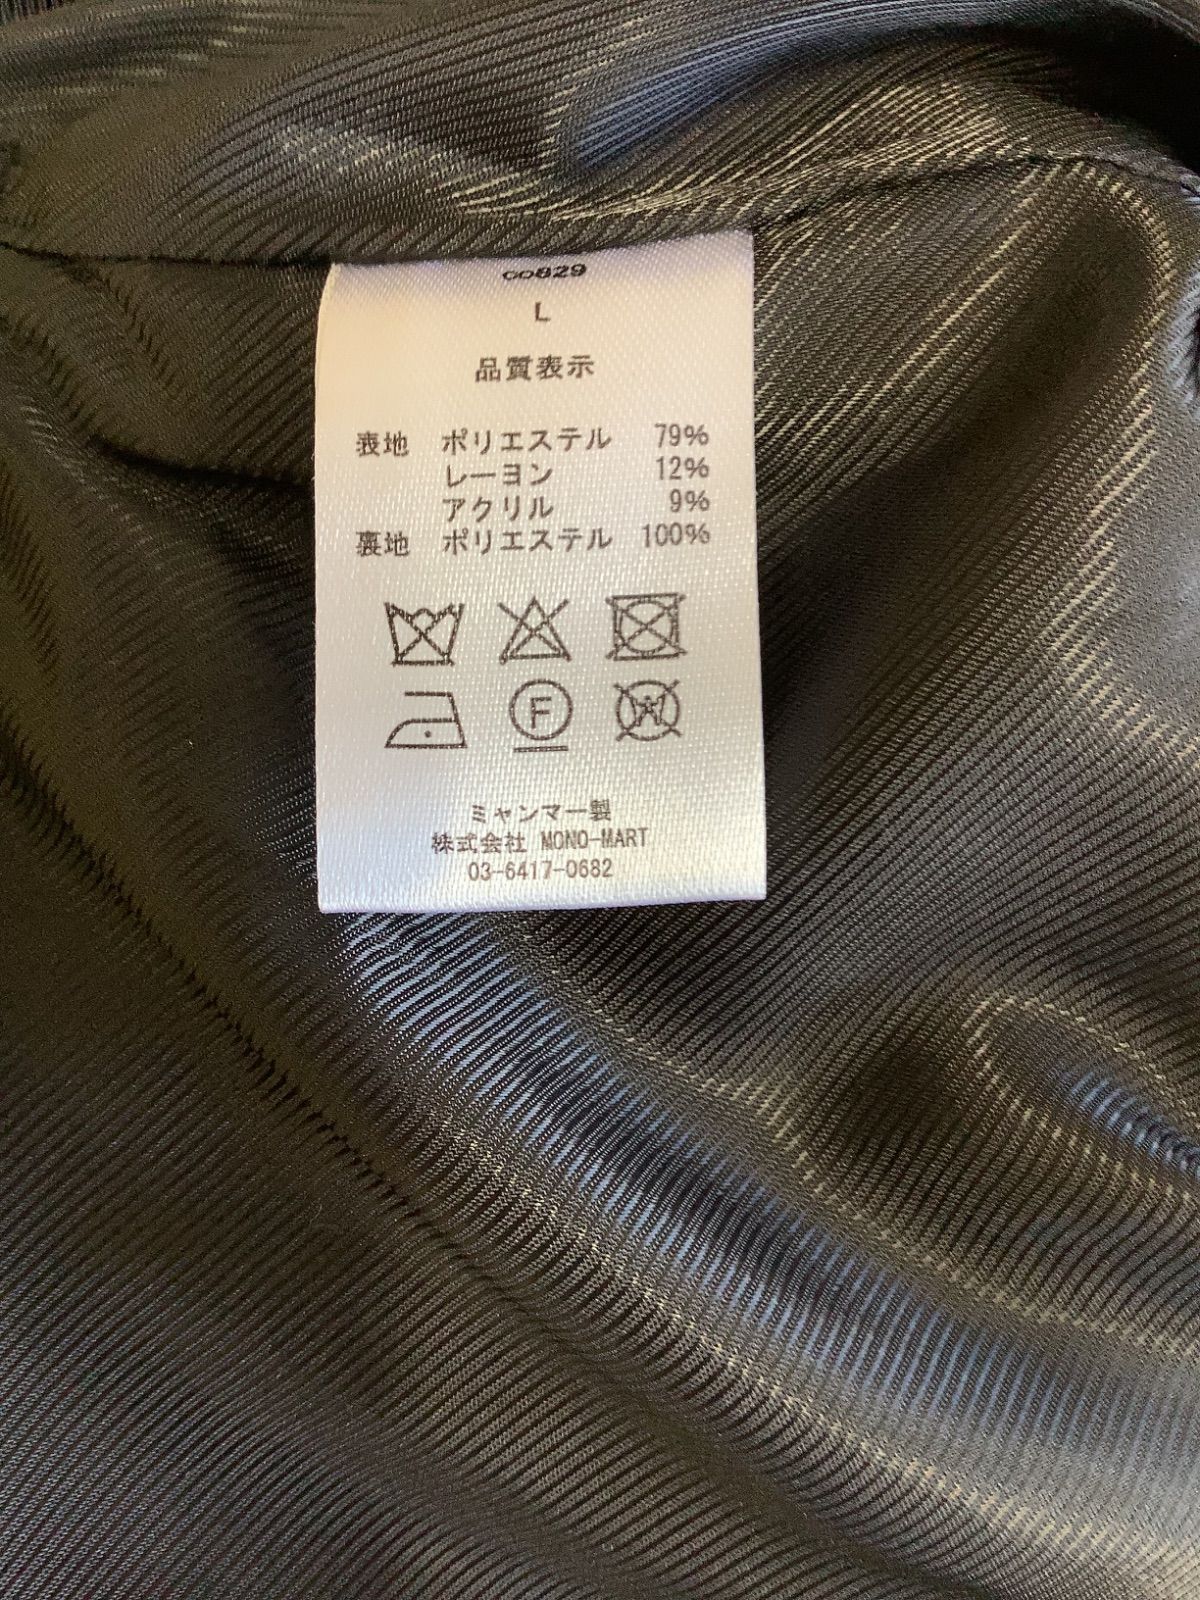 co829
L
品質表示
表地 ポリエステル 79%
レーヨン 12%
アクリル 9%
裏地 ポリエステル 100%
F
W
ミャンマー製
株式会社 MONO-MART
03-6417-0682